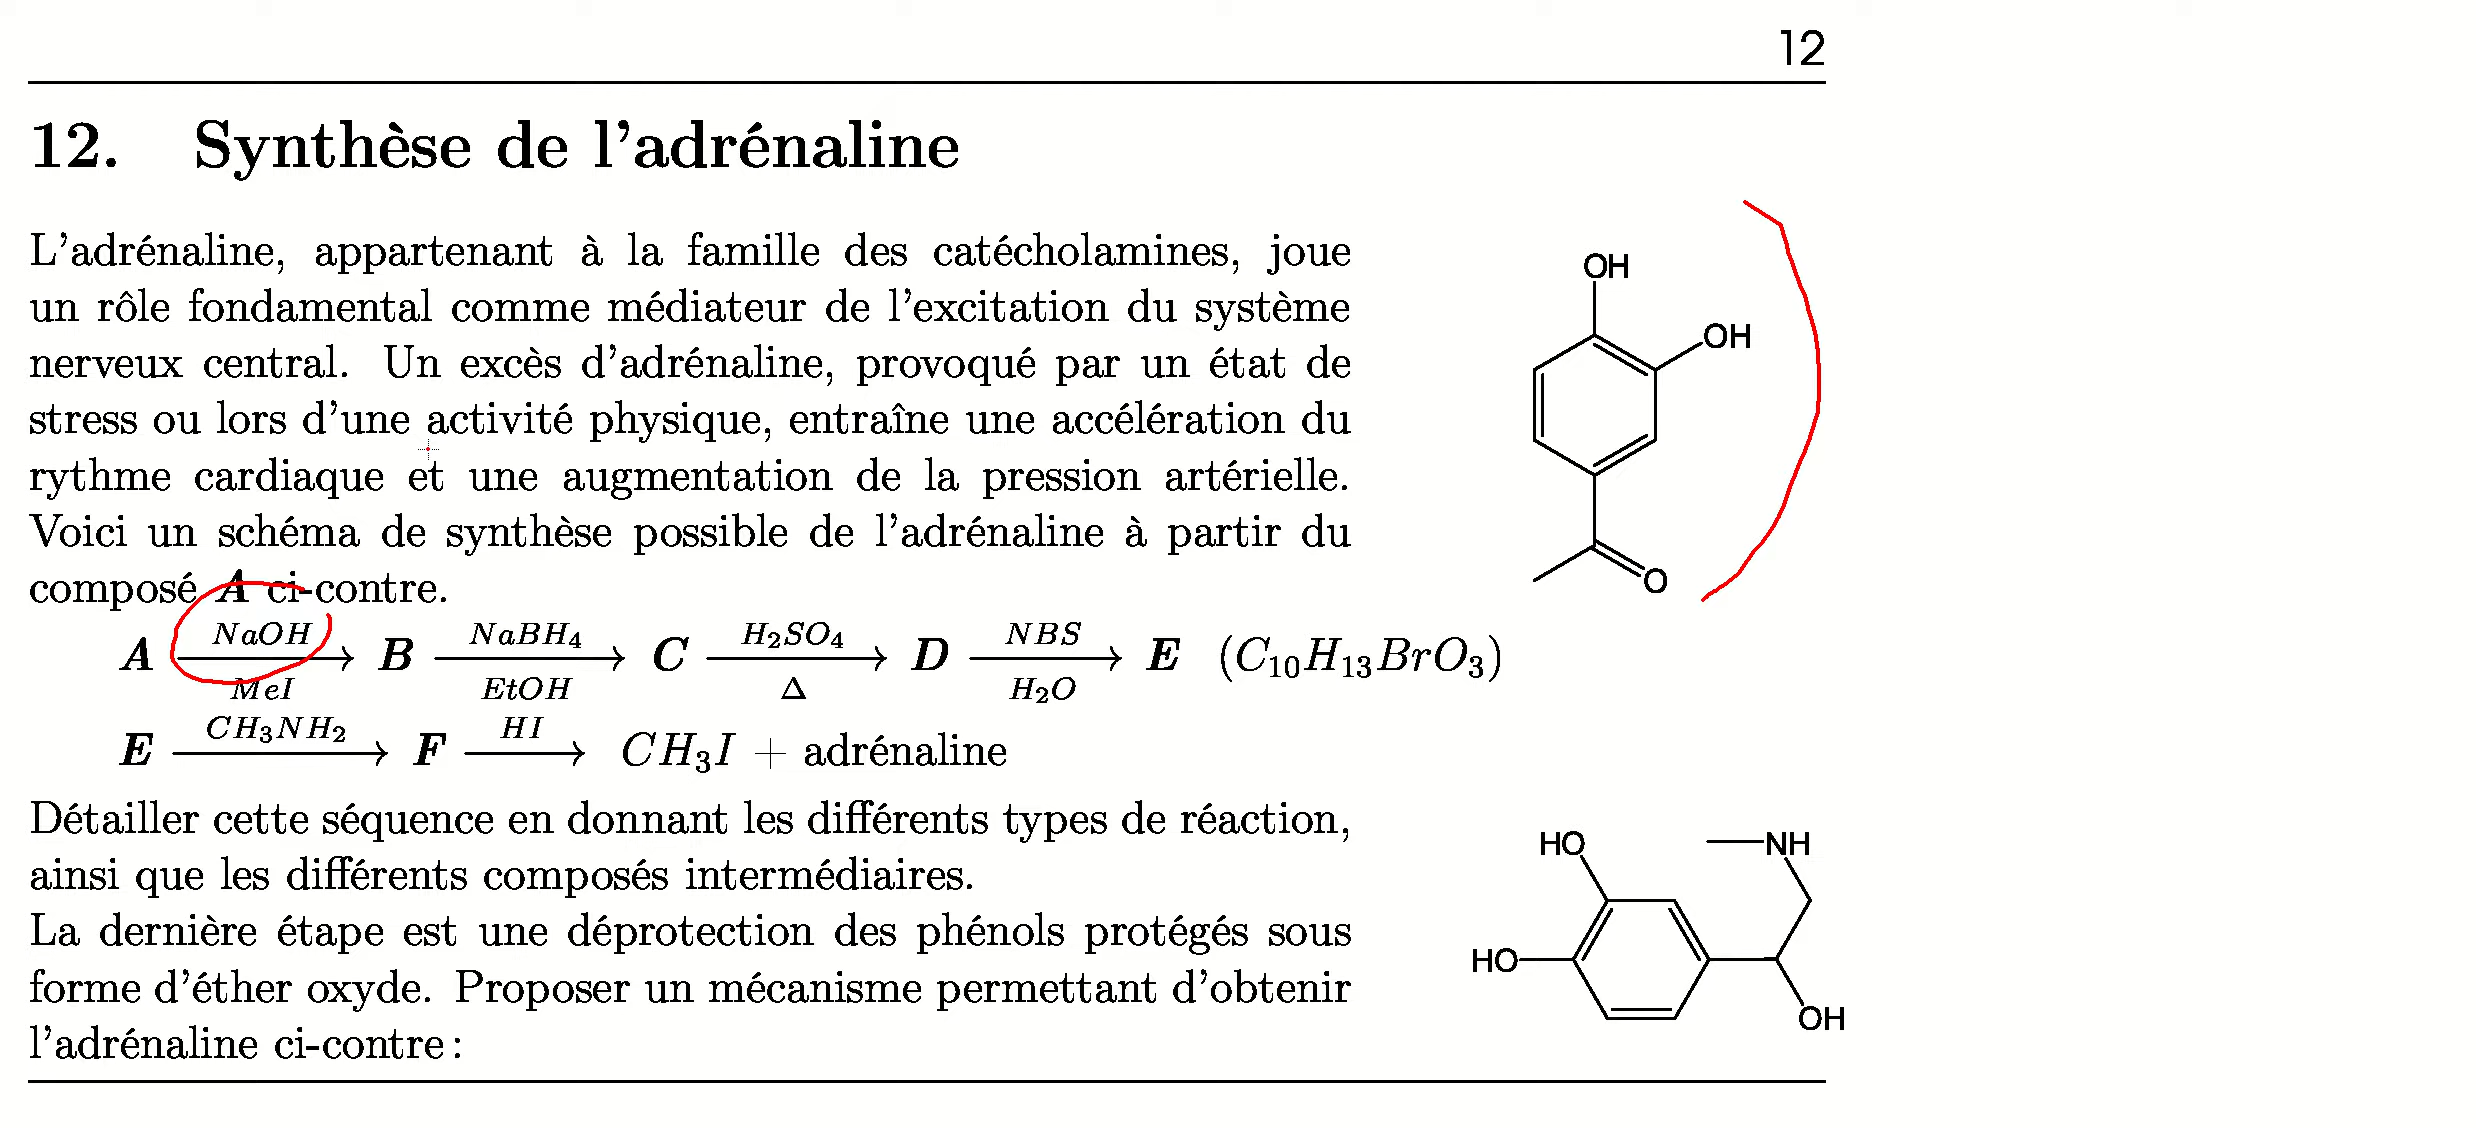 12
12. Synthèse de l'adrénaline
L'adrénaline, appartenant à la famille des catécholamines, joue
un rôle fondamental comme médiateur de l'excitation du système
nerveux central. Un excès d'adrénaline, provoqué par un état de
stress ou lors d'une activité physique, entraîne une accélération du
rythme cardiaque et une augmentation de la pression artérielle.
Voici un schéma de synthèse possible de l'adrénaline à partir du
composé A ci-contre.
OH
OH
O
NaOH NaBH₄ H₂SO₄ NBS
A → B → C → D → E (C₁₀H₁₃BrO₃)
MeI EtOH Δ H₂O
CH₃NH₂ HI
E → F → CH₃I + adrénaline
Détailler cette séquence en donnant les différents types de réaction,
ainsi que les différents composés intermédiaires.
La dernière étape est une déprotection des phénols protégés sous
forme d'éther oxyde. Proposer un mécanisme permettant d'obtenir
l'adrénaline ci-contre :
HO NH
HO
OH